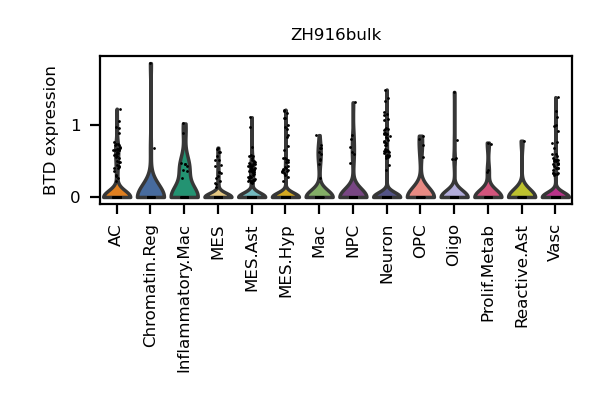 ZH916bulk
BTD expression
1
0
AC
Chromatin.Reg
Inflammatory.Mac
MES
MES.Ast
MES.Hyp
Mac
NPC
Neuron
OPC
Oligo
Prolif.Metab
Reactive.Ast
Vasc